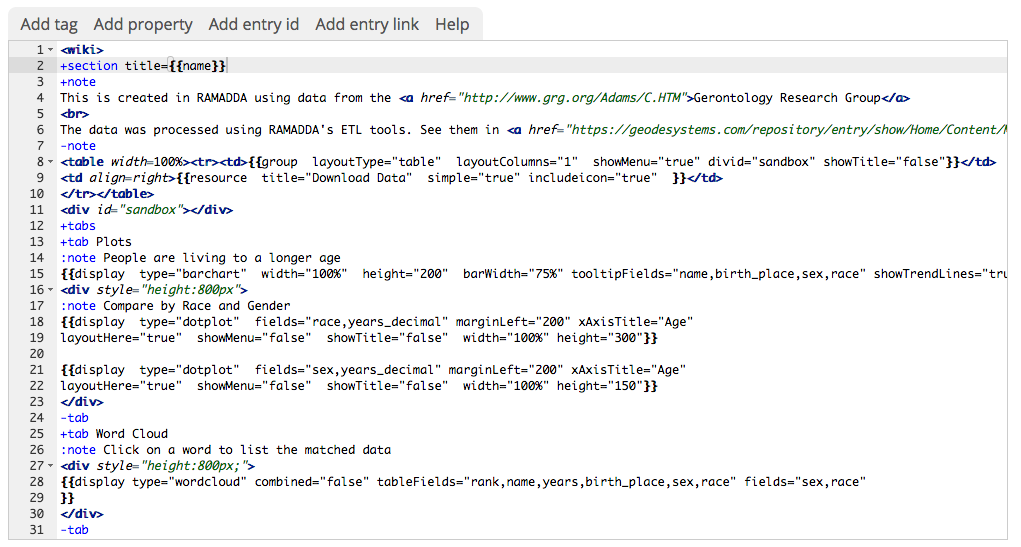 Add tag Add property Add entry id Add entry link Help
1 <wiki>
2 +section title={{name}}
3 +note
4 This is created in RAMADDA using data from the <a href="http://www.grg.org/Adams/C.HTM">Gerontology Research Group</a>
5 <br>
6 The data was processed using RAMADDA's ETL tools. See them in <a href="https://geodesystems.com/repository/entry/show/Home/Content/
7 -note
8 <table width=100%><tr><td>{{group layoutType="table" layoutColumns="1" showMenu="true" divid="sandbox" showTitle="false"}}</td>
9 <td align=right>{{resource title="Download Data" simple="true" includeicon="true" }}</td>
10 </tr></table>
11 <div id="sandbox"></div>
12 +tabs
13 +tab Plots
14 :note People are living to a longer age
15 {{display type="barchart" width="100%" height="200" barWidth="75%" tooltipFields="name,birth_place,sex,race" showTrendLines="tru
16 <div style="height:800px">
17 :note Compare by Race and Gender
18 {{display type="dotplot" fields="race,years_decimal" marginLeft="200" xAxisTitle="Age"
19 layoutHere="true" showMenu="false" showTitle="false" width="100%" height="300"}}
20
21 {{display type="dotplot" fields="sex,years_decimal" marginLeft="200" xAxisTitle="Age"
22 layoutHere="true" showMenu="false" showTitle="false" width="100%" height="150"}}
23 </div>
24 -tab
25 +tab Word Cloud
26 :note Click on a word to list the matched data
27 <div style="height:800px;">
28 {{display type="wordcloud" combined="false" tableFields="rank,name,years,birth_place,sex,race" fields="sex,race"
29 }}
30 </div>
31 -tab